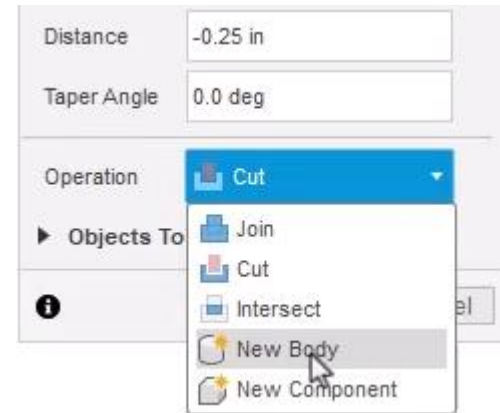 Distance -0.25 in
Taper Angle 0.0 deg
Operation Cut
Objects To
Join
Cut
Intersect
New Body
New Component